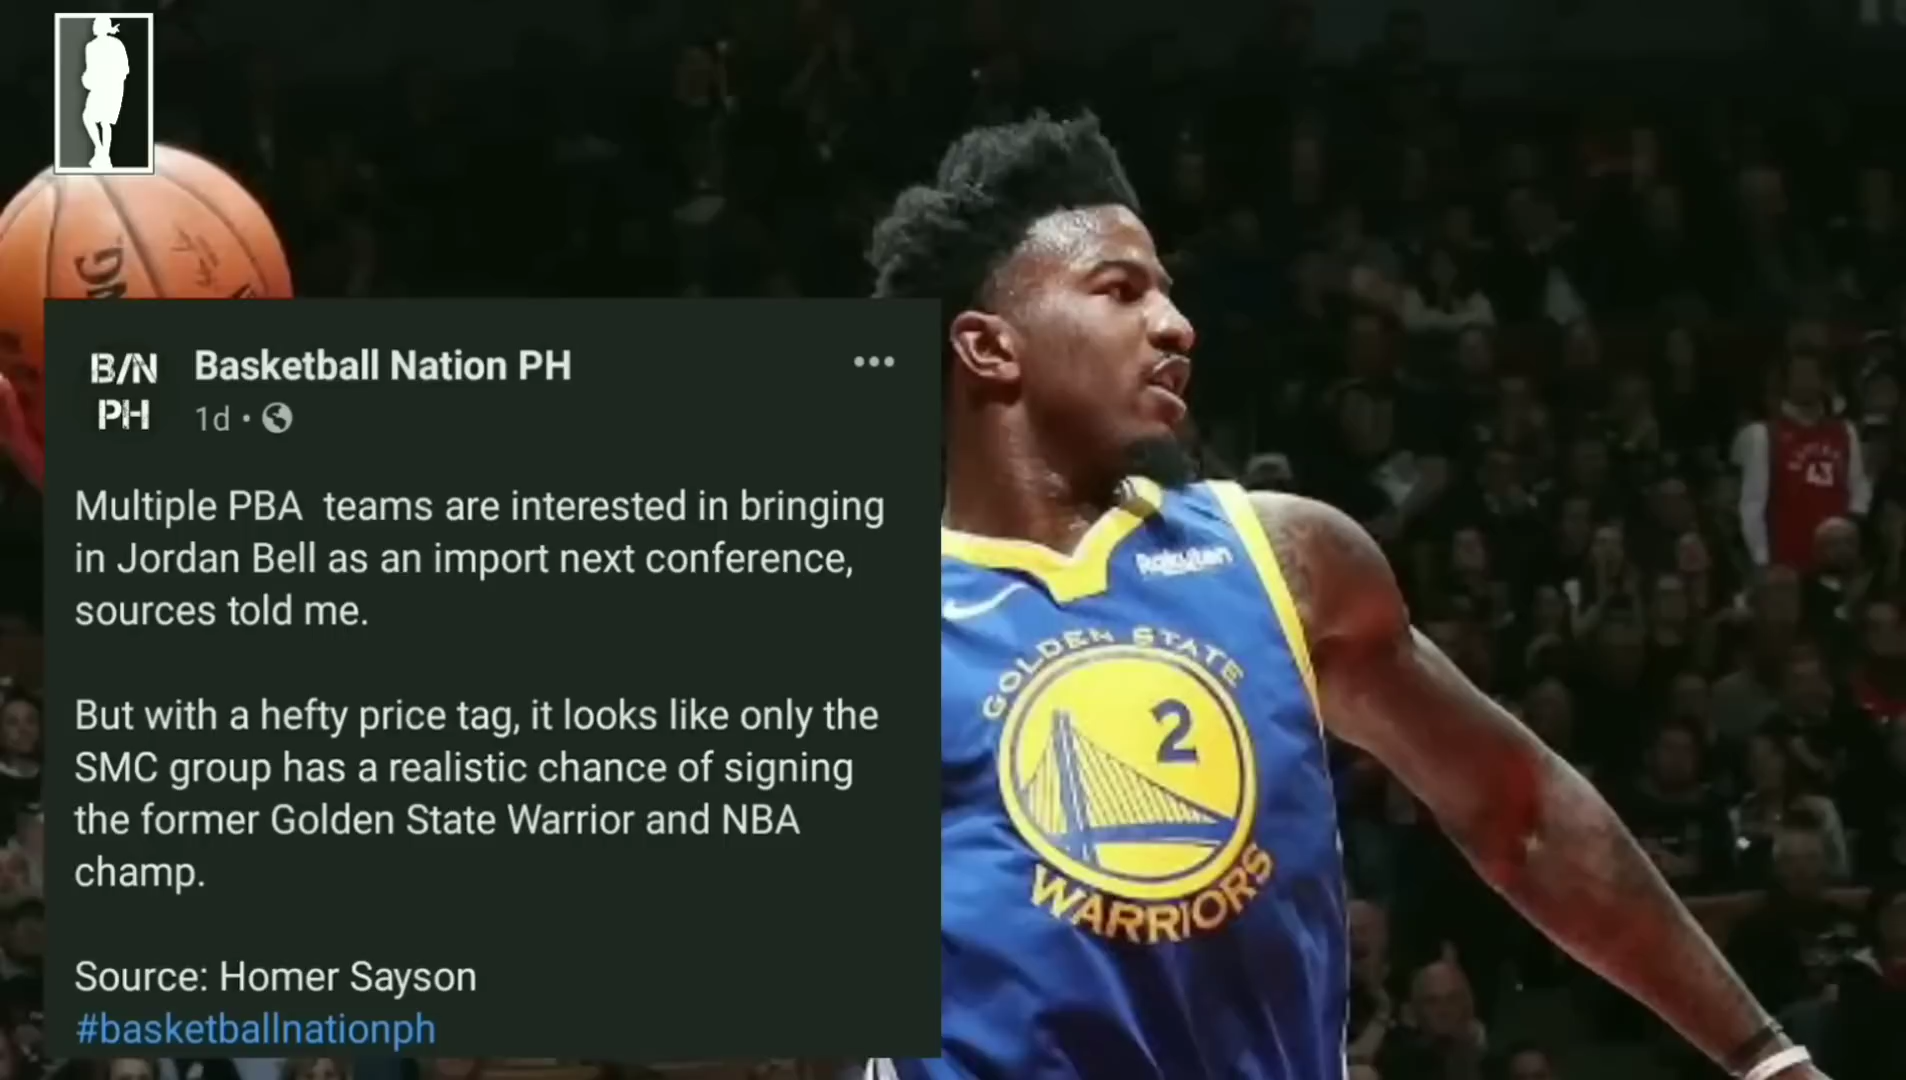 B/N
PH
Basketball Nation PH
1d
Multiple PBA teams are interested in bringing
in Jordan Bell as an import next conference,
sources told me.
But with a hefty price tag, it looks like only the
SMC group has a realistic chance of signing
the former Golden State Warrior and NBA
champ.
Source: Homer Sayson
#basketballnationph
Rakuten
GOLDEN STATE
2
WARRIORS
43